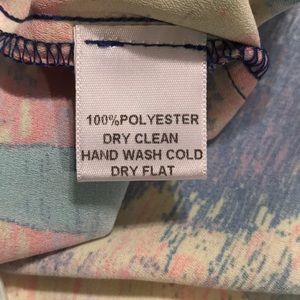 100%POLYESTER
DRY CLEAN
HAND WASH COLD
DRY FLAT